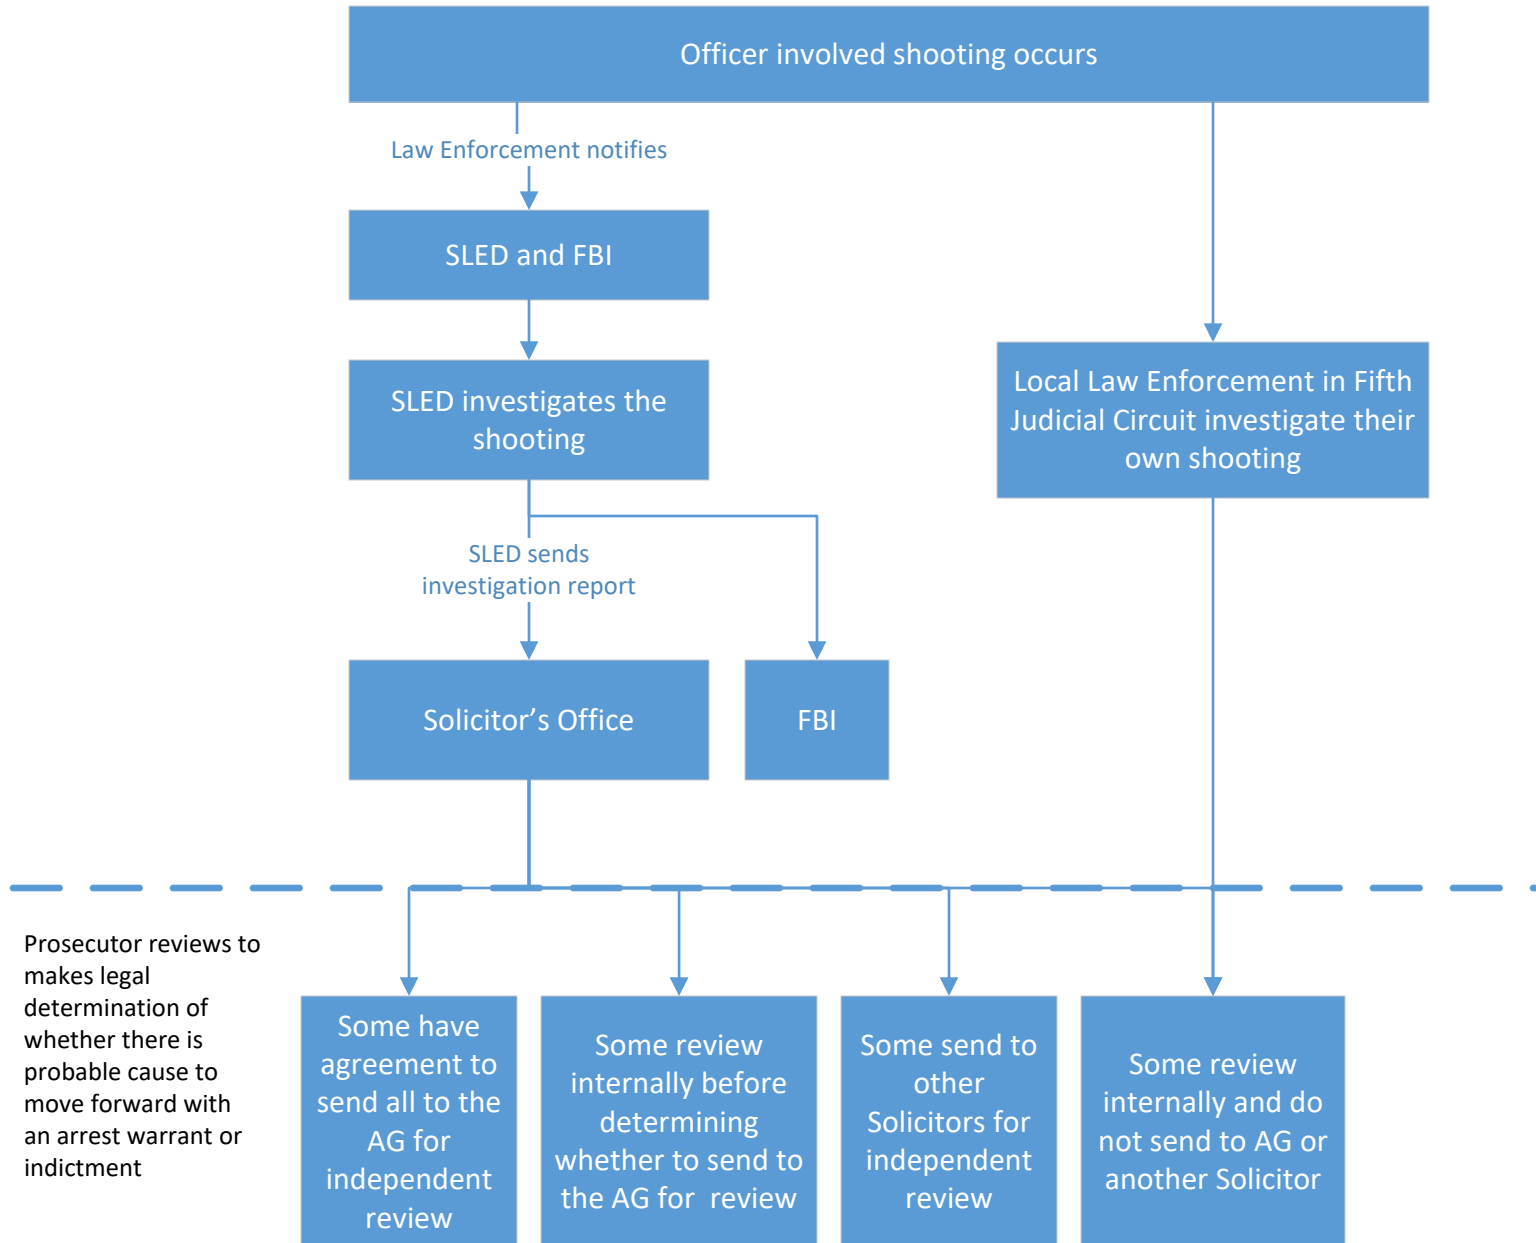 Officer involved shooting occurs
Law Enforcement notifies
SLED and FBI
SLED investigates the
shooting
Local Law Enforcement in Fifth
Judicial Circuit investigate their
own shooting
SLED sends
investigation report
Solicitor’s Office
FBI
Prosecutor reviews to
makes legal
determination of
whether there is
probable cause to
move forward with
an arrest warrant or
indictment
Some have
agreement to
send all to the
AG for
independent
review
Some review
internally before
determining
whether to send to
the AG for  review
Some send to
other
Solicitors for
independent
review
Some review
internally and do
not send to AG or
another Solicitor